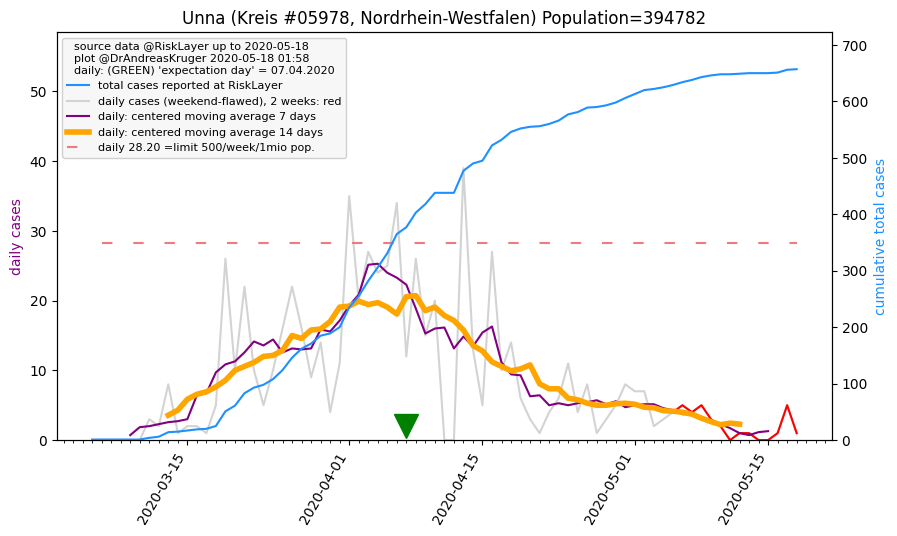 Unna (Kreis #05978, Nordrhein-Westfalen) Population=394782
source data @RiskLayer up to 2020-05-18
plot @DrAndreasKruger 2020-05-18 01:58
daily: (GREEN) 'expectation day' = 07.04.2020
total cases reported at RiskLayer
daily cases (weekend-flawed), 2 weeks: red
daily: centered moving average 7 days
daily: centered moving average 14 days
daily 28.20 =limit 500/week/1mio pop.
daily cases
50
40
30
20
10
0
700
600
500
400
300
200
100
0
cumulative total cases
2020-03-15
2020-04-01
2020-04-15
2020-05-01
2020-05-15